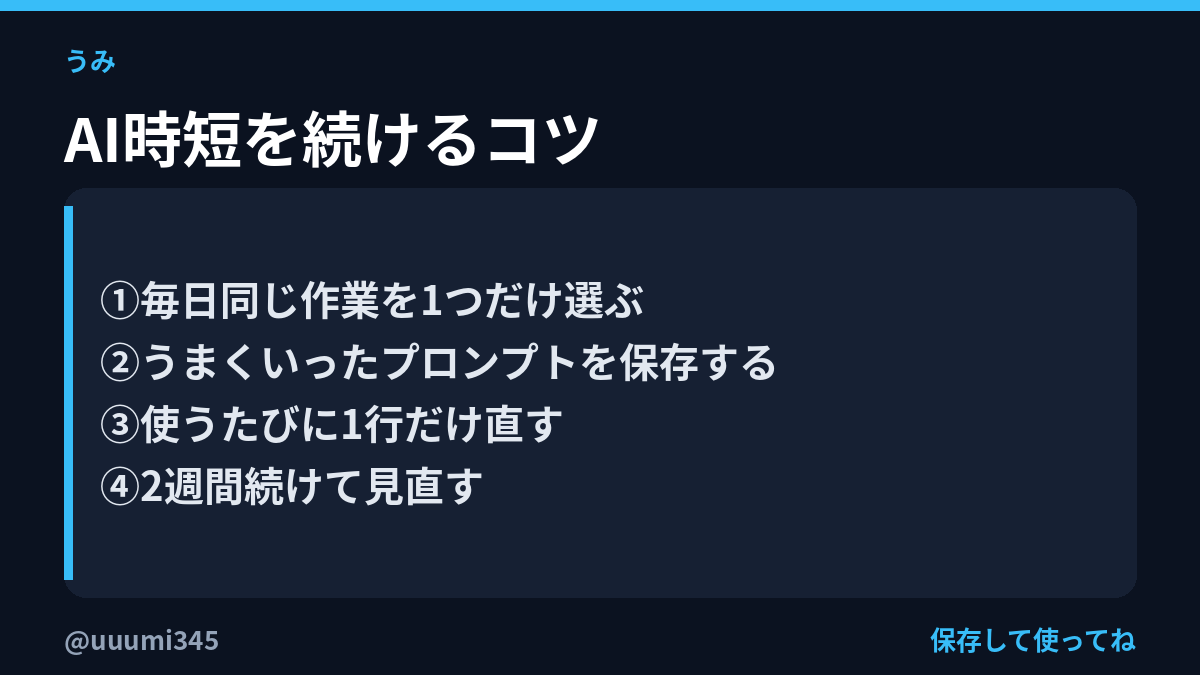 うみ
AI時短を続けるコツ
①毎日同じ作業を1つだけ選ぶ
②うまくいったプロンプトを保存する
③使うたびに1行だけ直す
④2週間続けて見直す
@uuumi345
保存して使ってね